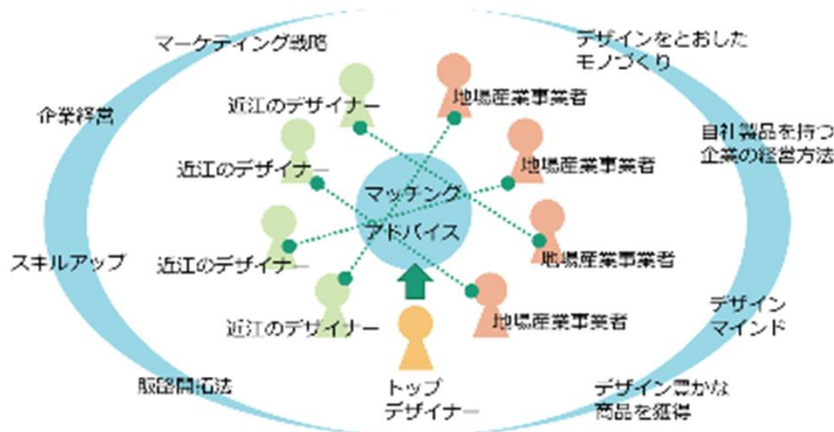 マーケティング戦略
デザインをとおした
モノづくり
企業経営
近江のデザイナー
地場産業事業者
自社製品を持つ
企業の経営方法
近江のデザイナー
地場産業事業者
マッチング
アドバイス
スキルアップ
近江のデザイナー
地場産業事業者
近江のデザイナー
地場産業事業者
デザイン
マインド
販路開拓法
トップ
デザイナー
デザイン豊かな
商品を獲得